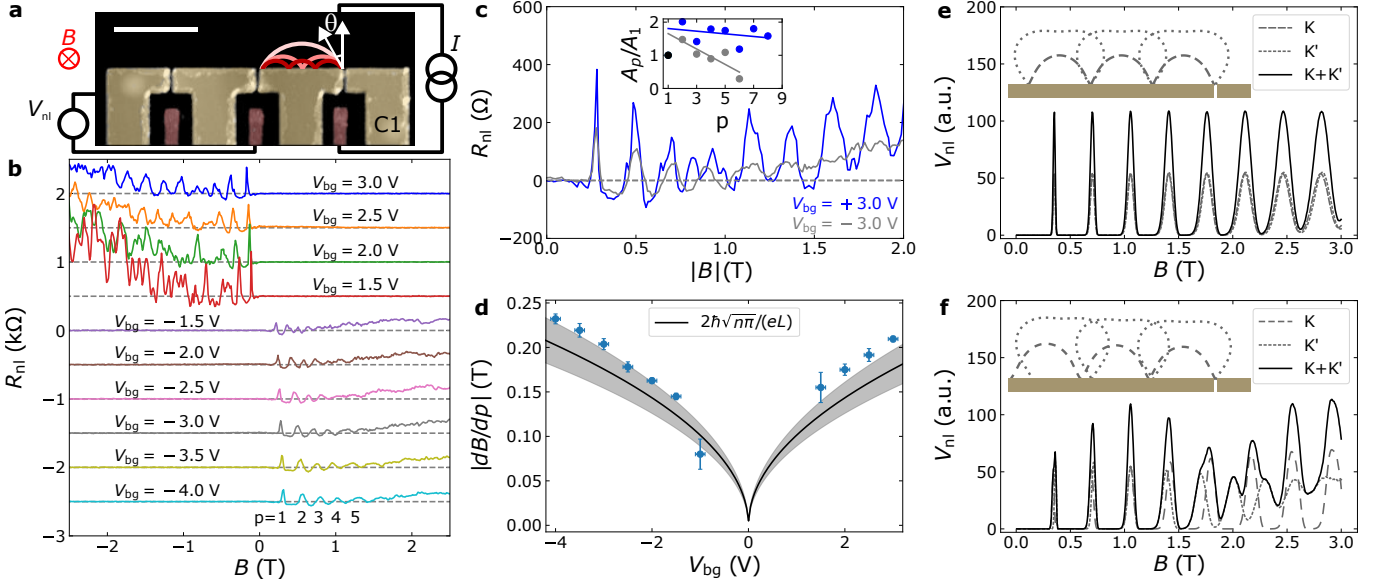 a
B
θ
I
V_nl
C1
b
R_nl (kΩ)
V_bg = 3.0 V
V_bg = 2.5 V
V_bg = 2.0 V
V_bg = 1.5 V
V_bg = −1.5 V
V_bg = −2.0 V
V_bg = −2.5 V
V_bg = −3.0 V
V_bg = −3.5 V
V_bg = −4.0 V
p=1 2 3 4 5
2
1
0
−1
−2
−3
−2 −1 0 1 2
B (T)
c
R_nl (Ω)
600
400
200
0
−200
A_p/A_1
2
1
0
1 3 5 7 9
p
V_bg = +3.0 V
V_bg = −3.0 V
0.0 0.5 1.0 1.5 2.0
|B|(T)
d
|dB/dp| (T)
0.25
0.20
0.15
0.10
0.05
0.00
2ℏ√nπ/(eL)
−4 −2 0 2
V_bg (V)
e
V_nl (a.u.)
200
150
100
50
0
K
K'
K+K'
0.0 0.5 1.0 1.5 2.0 2.5 3.0
B (T)
f
V_nl (a.u.)
200
150
100
50
0
K
K'
K+K'
0.0 0.5 1.0 1.5 2.0 2.5 3.0
B (T)